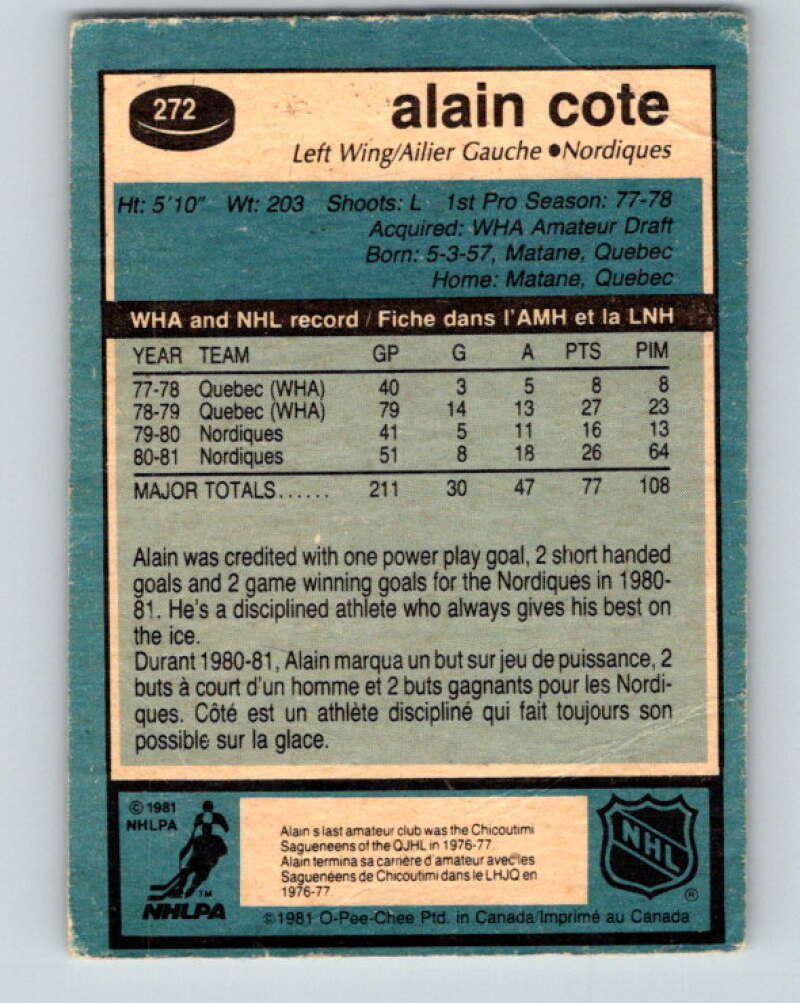 272
alain cote
Left Wing/Ailier Gauche ●Nordiques
Ht: 5'10" Wt: 203 Shoots: L 1st Pro Season: 77-78
Acquired: WHA Amateur Draft
Born: 5-3-57, Matane, Quebec
Home: Matane, Quebec
WHA and NHL record / Fiche dans l'AMH et la LNH
YEAR TEAM GP G A PTS PIM
77-78 Quebec (WHA) 40 3 5 8 8
78-79 Quebec (WHA) 79 14 13 27 23
79-80 Nordiques 41 5 11 16 13
80-81 Nordiques 51 8 18 26 64
MAJOR TOTALS...... 211 30 47 77 108
Alain was credited with one power play goal, 2 short handed
goals and 2 game winning goals for the Nordiques in 1980-
81. He's a disciplined athlete who always gives his best on
the ice.
Durant 1980-81, Alain marqua un but sur jeu de puissance, 2
buts à court d'un homme et 2 buts gagnants pour les Nordi-
ques. Côté est un athlète discipliné qui fait toujours son
possible sur la glace.
© 1981
NHLPA
TM
NHLPA
Alain s last amateur club was the Chicoutimi
Sagueneens of the QJHL in 1976-77.
Alain termina sa carrière d'amateur avec les
Saguenéens de Chicoutimi dans le LHJQ en
1976-77.
NHL
®
© 1981 O-Pee-Chee Ptd. in Canada/Imprimé au Canada